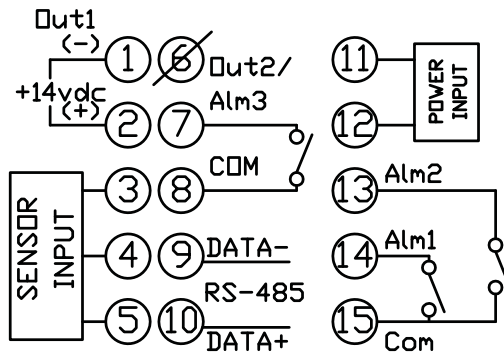 Out1
(-)
+14vdc
(+)
1
2
3
4
5
6
7
8
9
10
Out2/
Alm3
COM
DATA-
RS-485
DATA+
SENSOR
INPUT
11
12
13
14
15
POWER
INPUT
Alm2
Alm1
Com